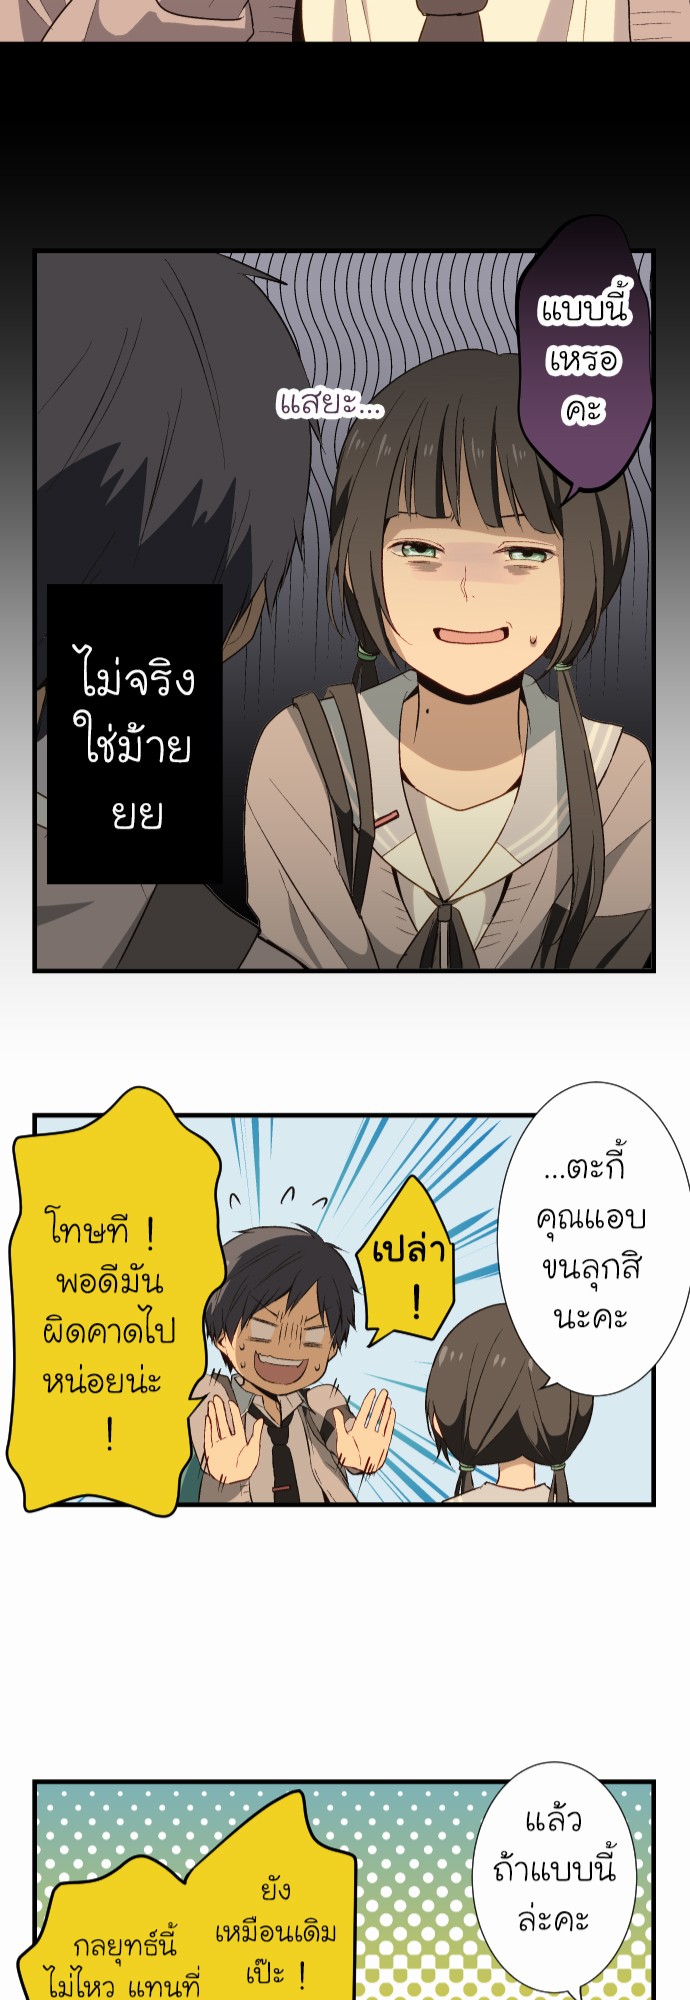 แบบนี้
เหรอ
คะ
แสยะ...
ไม่จริง
ใช่ม้าย
ยย
...ตะกี้
คุณแอบ
ขนลุกสิ
นะคะ
เปล่า
!
โทษที !
พอดีมัน
ผิดคาดไป
หน่อยน่ะ
!
แล้ว
ถ้าแบบนี้
ล่ะคะ
ยัง
เหมือนเดิม
เป๊ะ !
กลยุทธ์นี้
ไม่ไหว แทนที่